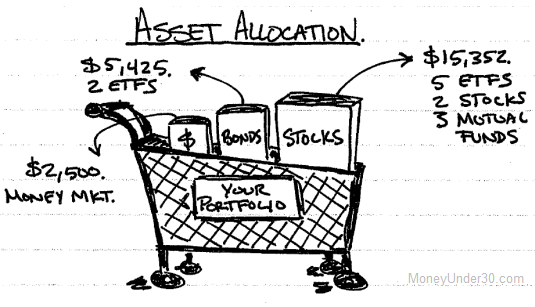 ASSET ALLOCATION.
$5,425.
2 ETFS
$15,352.
5 ETFS
2 STOCKS
3 MUTUAL
FUNDS
$
BONDS
STOCKS
$2,500.
MONEY MKT.
YOUR
PORTFOLIO
MoneyUnder30.com